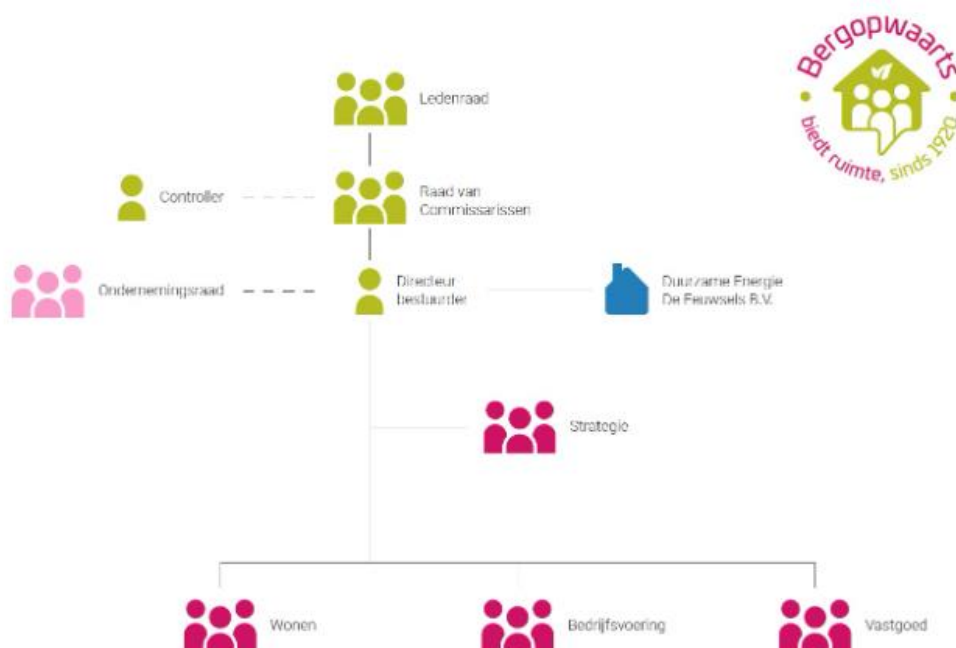 Bergopwaarts
biedt ruimte, sinds 1920
Ledenraad
Controller
Raad van
Commissarissen
Ondernemingsraad
Directeur
bestuurder
Duurzame Energie
De Feuwsels B.V.
Strategie
Wonen
Bedrijfsvoering
Vastgoed